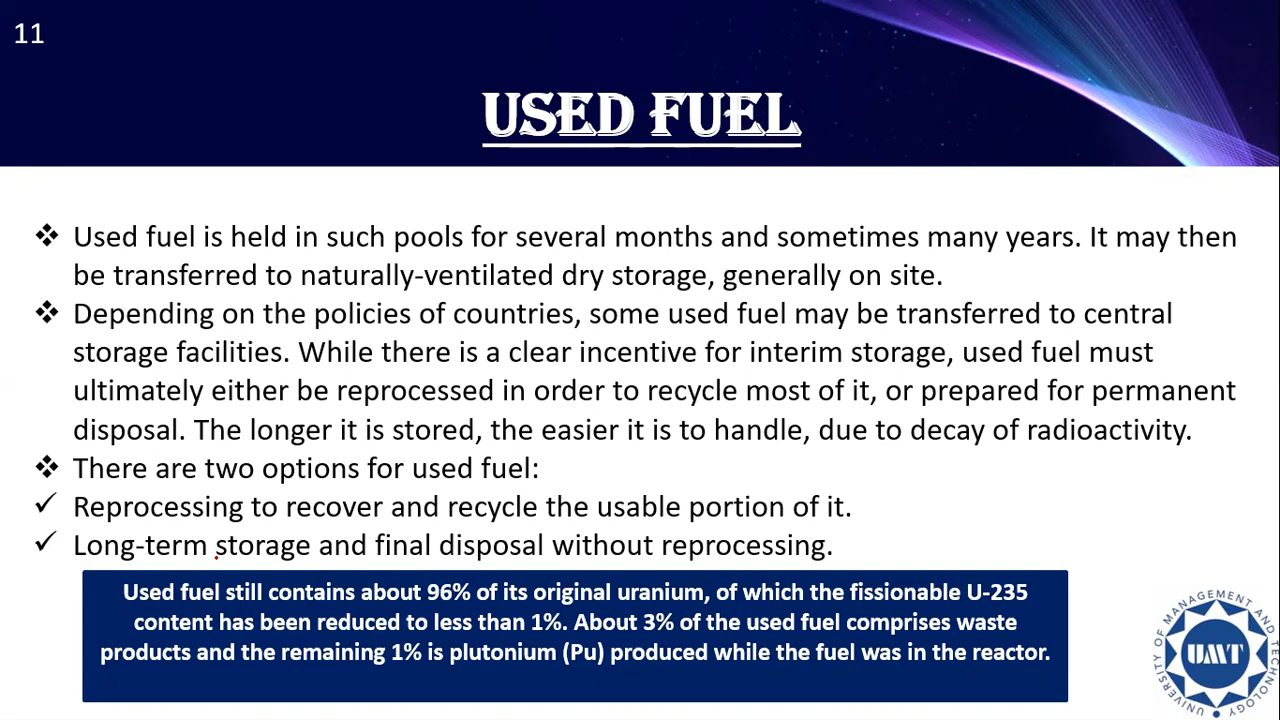 11
USED FUEL
❖ Used fuel is held in such pools for several months and sometimes many years. It may then
be transferred to naturally-ventilated dry storage, generally on site.
❖ Depending on the policies of countries, some used fuel may be transferred to central
storage facilities. While there is a clear incentive for interim storage, used fuel must
ultimately either be reprocessed in order to recycle most of it, or prepared for permanent
disposal. The longer it is stored, the easier it is to handle, due to decay of radioactivity.
❖ There are two options for used fuel:
✓ Reprocessing to recover and recycle the usable portion of it.
✓ Long-term storage and final disposal without reprocessing.
Used fuel still contains about 96% of its original uranium, of which the fissionable U-235
content has been reduced to less than 1%. About 3% of the used fuel comprises waste
products and the remaining 1% is plutonium (Pu) produced while the fuel was in the reactor.
UNIVERSITY OF MANAGEMENT AND TECHNOLOGY
UMT